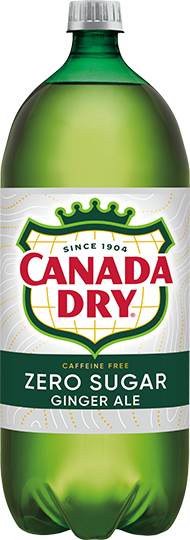 SINCE 1904
CANADA
DRY®
CAFFEINE FREE
ZERO SUGAR
GINGER ALE